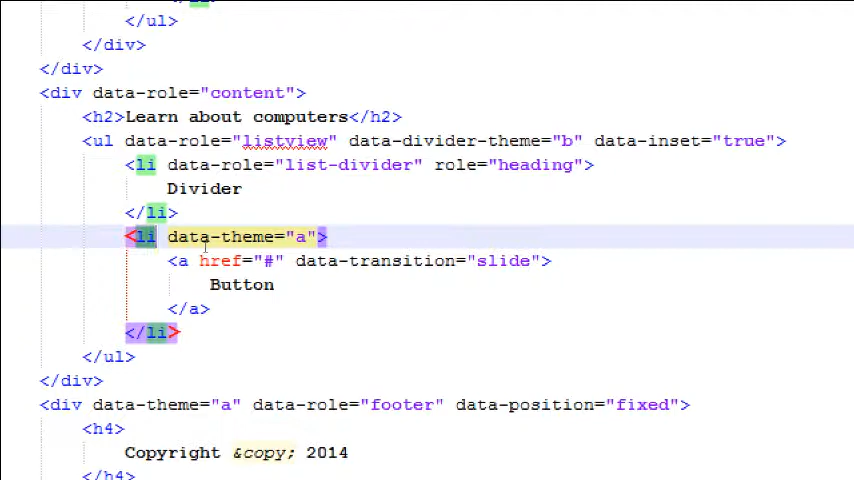 </ul>
</div>
</div>
<div data-role="content">
<h2>Learn about computers</h2>
<ul data-role="listview" data-divider-theme="b" data-inset="true">
<li data-role="list-divider" role="heading">
Divider
</li>
<li data-theme="a">
<a href="#" data-transition="slide">
Button
</a>
</li>
</ul>
</div>
<div data-theme="a" data-role="footer" data-position="fixed">
<h4>
Copyright &copy; 2014
</h4>